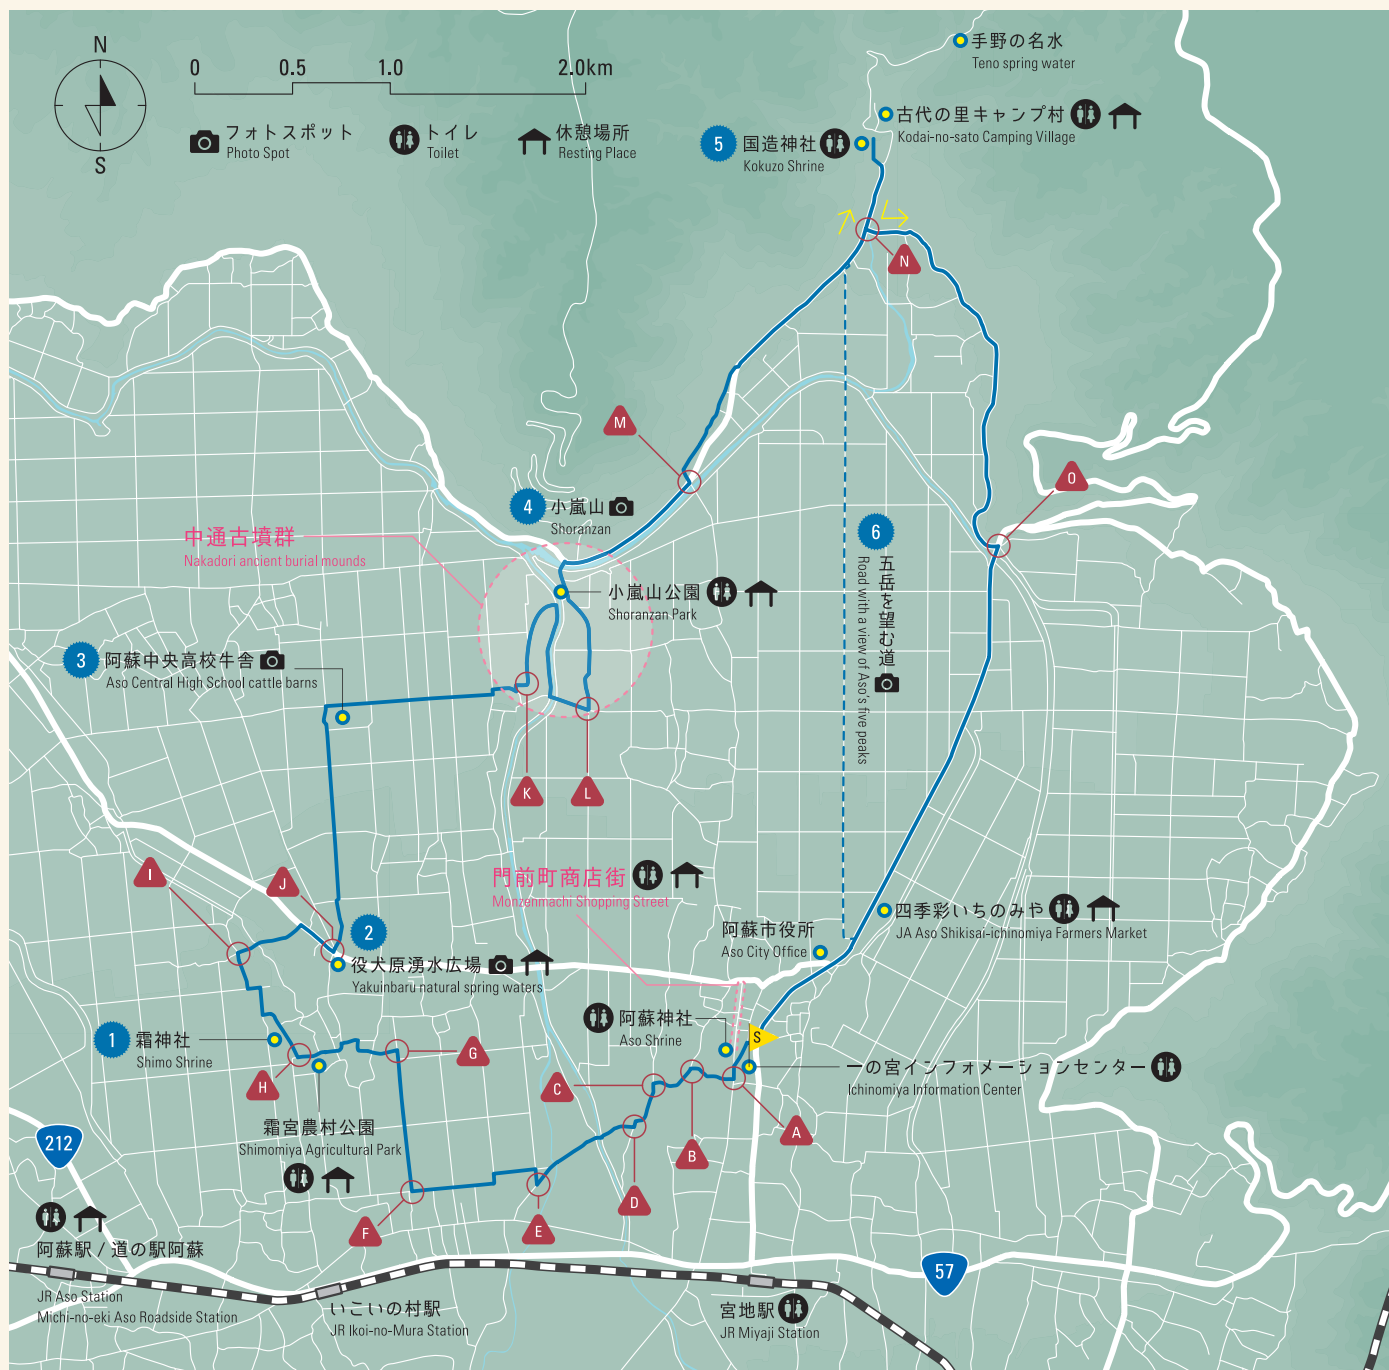 N
S
0 0.5 1.0 2.0km
フォトスポット
Photo Spot
トイレ
Toilet
休憩場所
Resting Place
手野の名水
Teno spring water
古代の里キャンプ村
Kodai-no-sato Camping Village
5
国造神社
Kokuzo Shrine
N
M
O
4
小嵐山
Shoranzan
中通古墳群
Nakadori ancient burial mounds
小嵐山公園
Shoranzan Park
6
五岳を望む道
Road with a view of Aso's five peaks
3
阿蘇中央高校牛舎
Aso Central High School cattle barns
K
L
I
J
門前町商店街
Monzenmachi Shopping Street
2
役犬原湧水広場
Yakuinbaru natural spring waters
阿蘇市役所
Aso City Office
四季彩いちのみや
JA Aso Shikisai-ichinomiya Farmers Market
1
霜神社
Shimo Shrine
阿蘇神社
Aso Shrine
S
一の宮インフォメーションセンター
Ichinomiya Information Center
G
H
C
B
A
D
E
F
霜宮農村公園
Shimomiya Agricultural Park
212
阿蘇駅 / 道の駅阿蘇
JR Aso Station
Michi-no-eki Aso Roadside Station
いこいの村駅
JR Ikoi-no-Mura Station
宮地駅
JR Miyaji Station
57